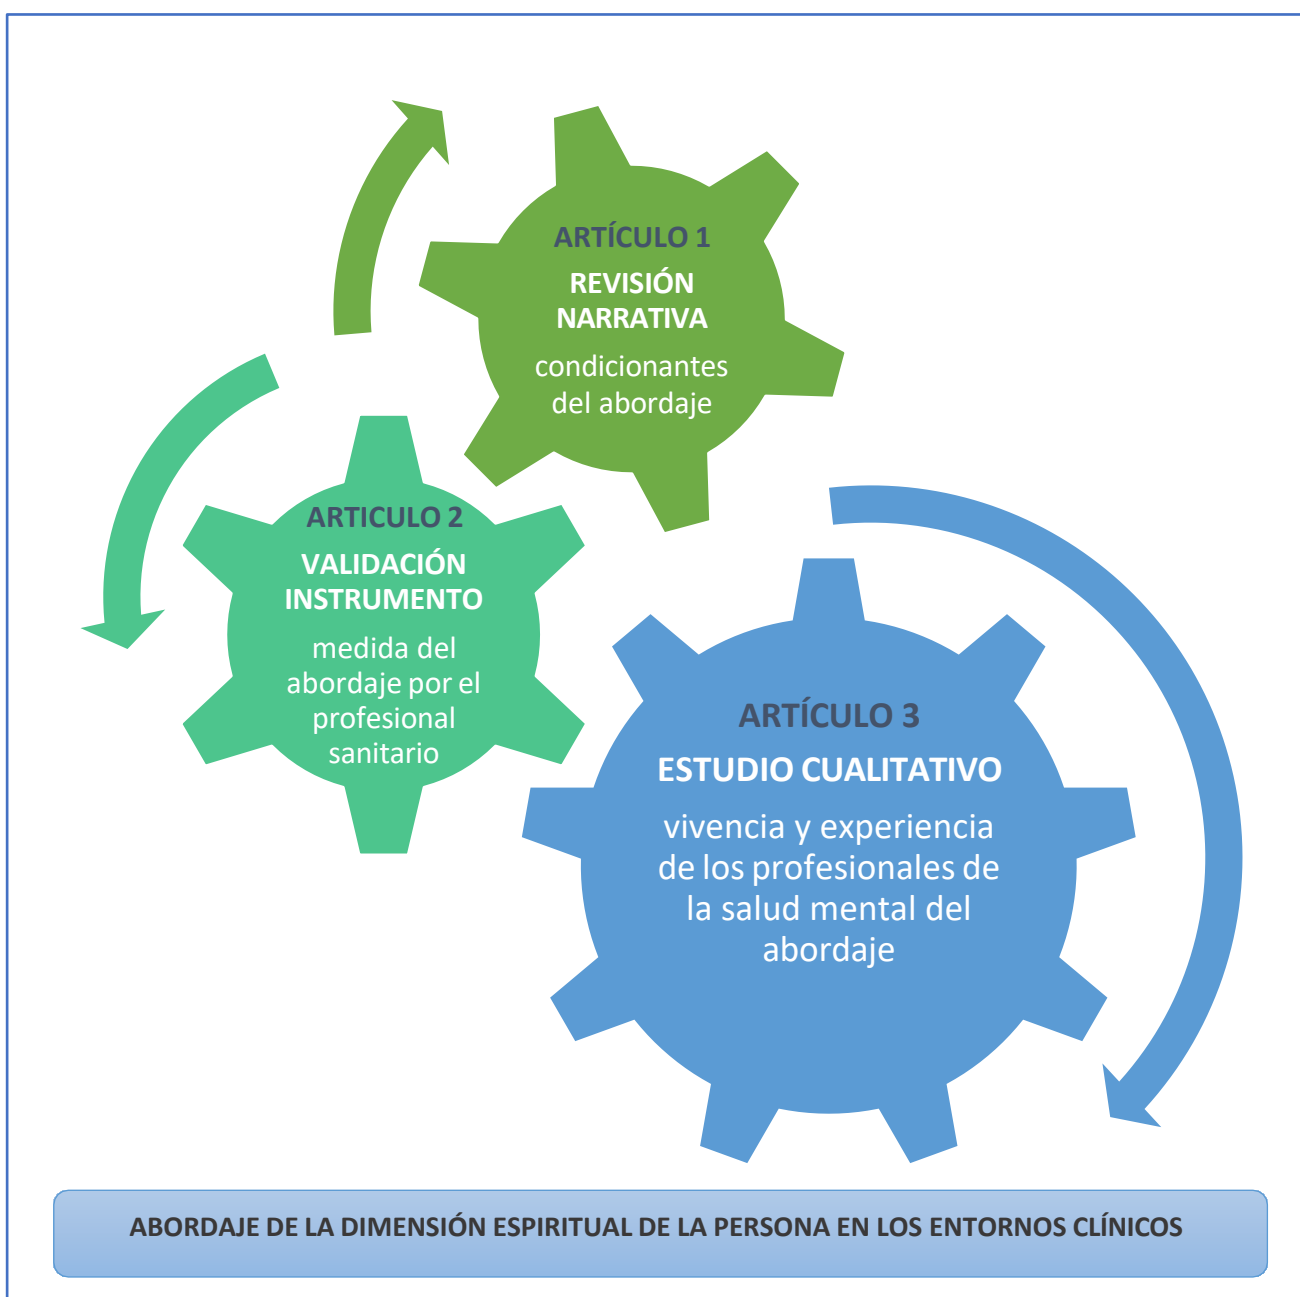 ARTÍCULO 1
REVISIÓN
NARRATIVA
condicionantes
del abordaje
ARTICULO 2
VALIDACIÓN
INSTRUMENTO
medida del
abordaje por el
profesional
sanitario
ARTÍCULO 3
ESTUDIO CUALITATIVO
vivencia y experiencia
de los profesionales de
la salud mental del
abordaje
ABORDAJE DE LA DIMENSIÓN ESPIRITUAL DE LA PERSONA EN LOS ENTORNOS CLÍNICOS